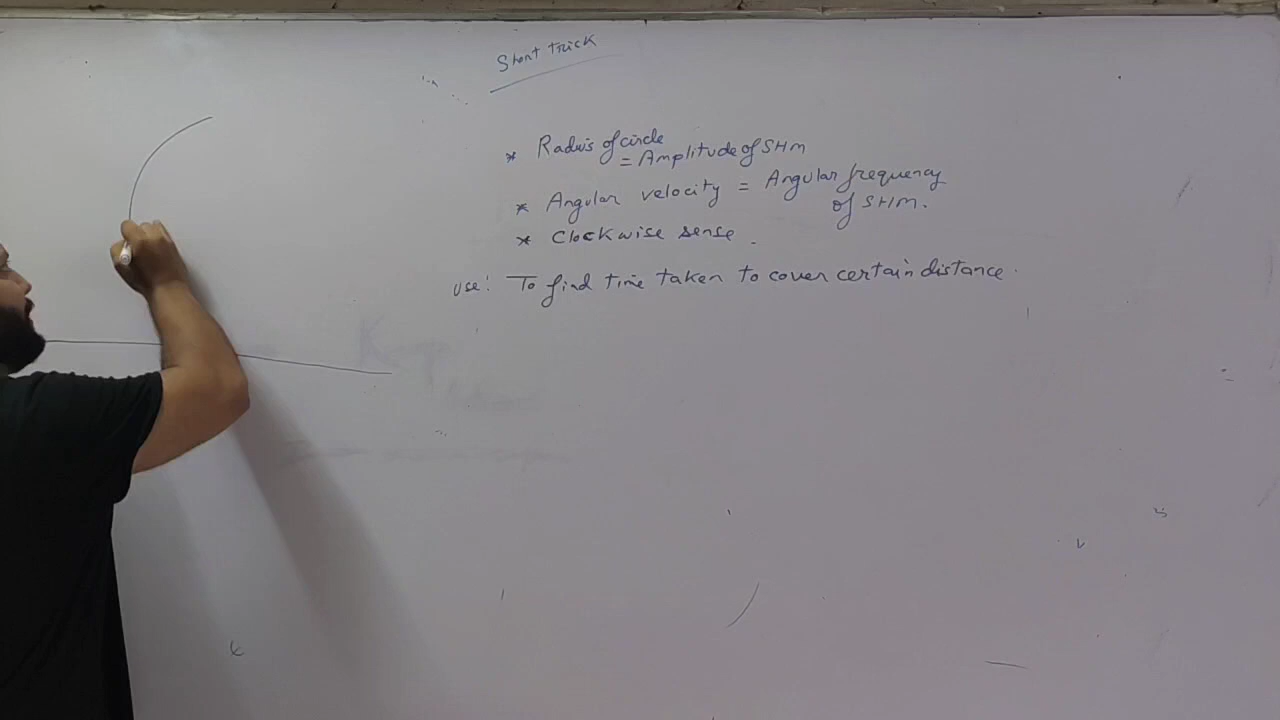 Short trick
* Radius of circle
= Amplitude of SHM
* Angular velocity = Angular frequency
of SHM.
* Clockwise sense.
use: To find time taken to cover certain distance.